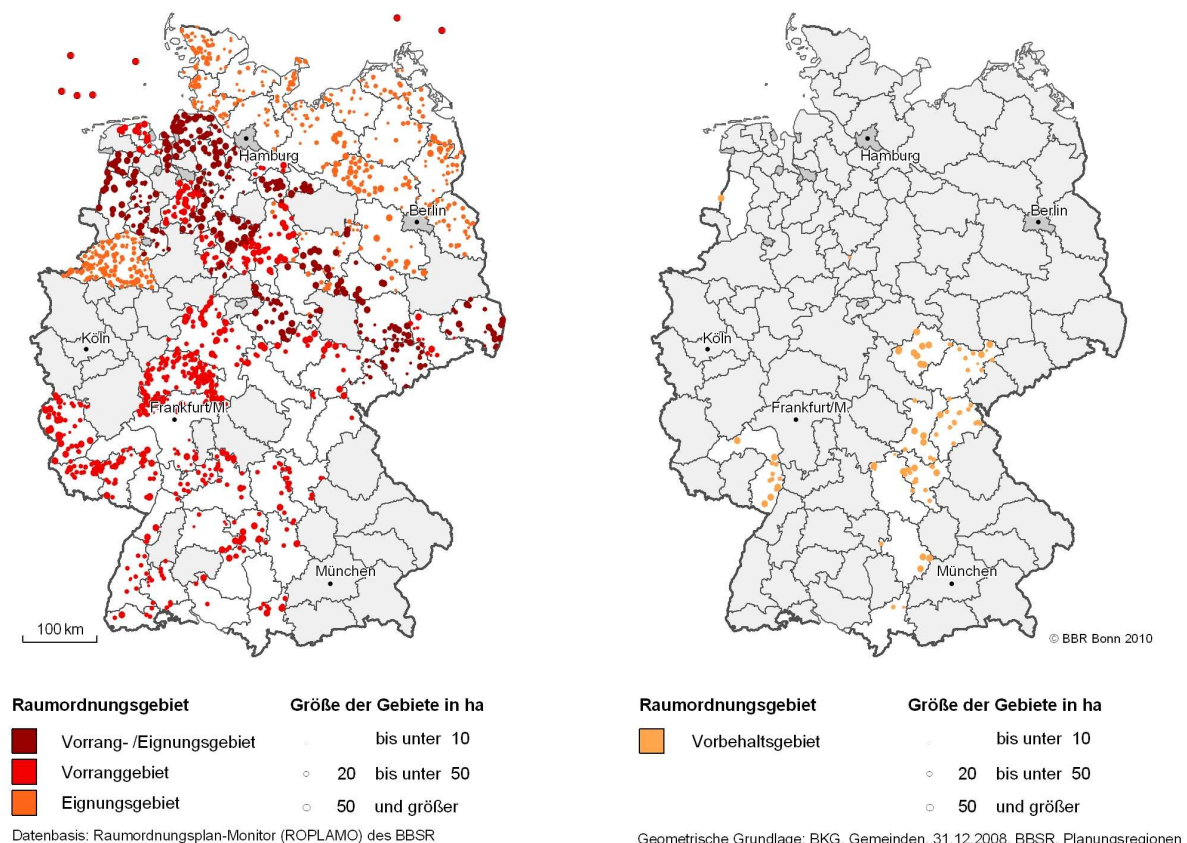 Hamburg
Berlin
Köln
Frankfurt/M.
München
100 km
Hamburg
Berlin
Köln
Frankfurt/M.
München
© BBR Bonn 2010
Raumordnungsgebiet
Größe der Gebiete in ha
Vorrang- /Eignungsgebiet
bis unter 10
Vorranggebiet
20 bis unter 50
Eignungsgebiet
50 und größer
Datenbasis: Raumordnungsplan-Monitor (ROPLAMO) des BBSR
Raumordnungsgebiet
Größe der Gebiete in ha
Vorbehaltsgebiet
bis unter 10
20 bis unter 50
50 und größer
Geometrische Grundlage: BKG, Gemeinden, 31.12.2008, BBSR, Planungsregionen